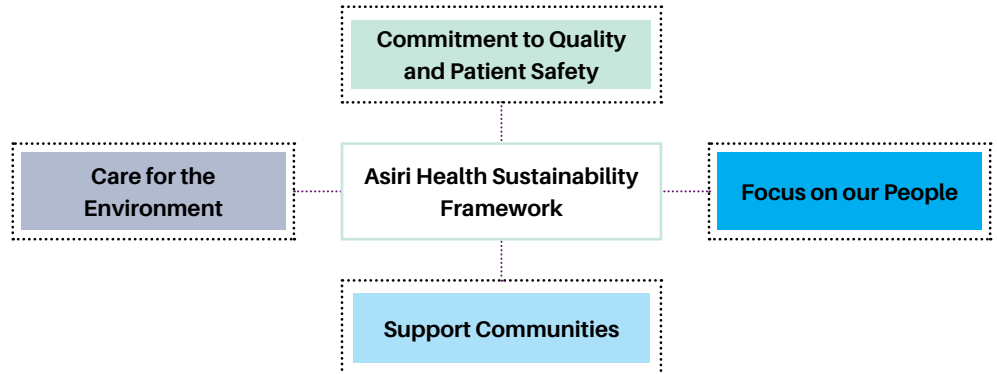 Commitment to Quality
and Patient Safety
Care for the
Environment
Asiri Health Sustainability
Framework
Focus on our People
Support Communities